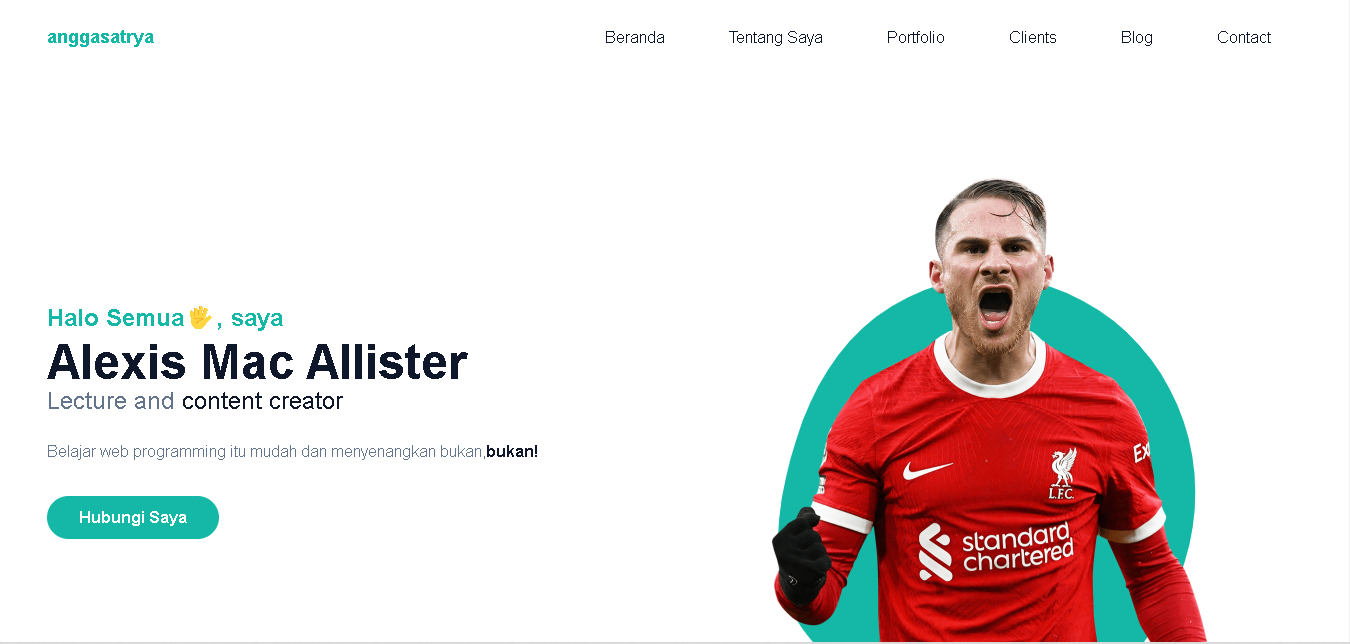 anggasatrya
Beranda Tentang Saya Portfolio Clients Blog Contact
Halo Semua🖐, saya
Alexis Mac Allister
Lecture and content creator
Belajar web programming itu mudah dan menyenangkan bukan,bukan!
Hubungi Saya
Ex
L.F.C.
standard
chartered